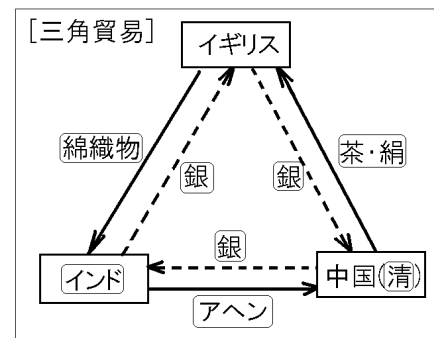 [三角貿易]
イギリス
綿織物
銀
銀
茶・絹
銀
インド
中国(清)
アヘン